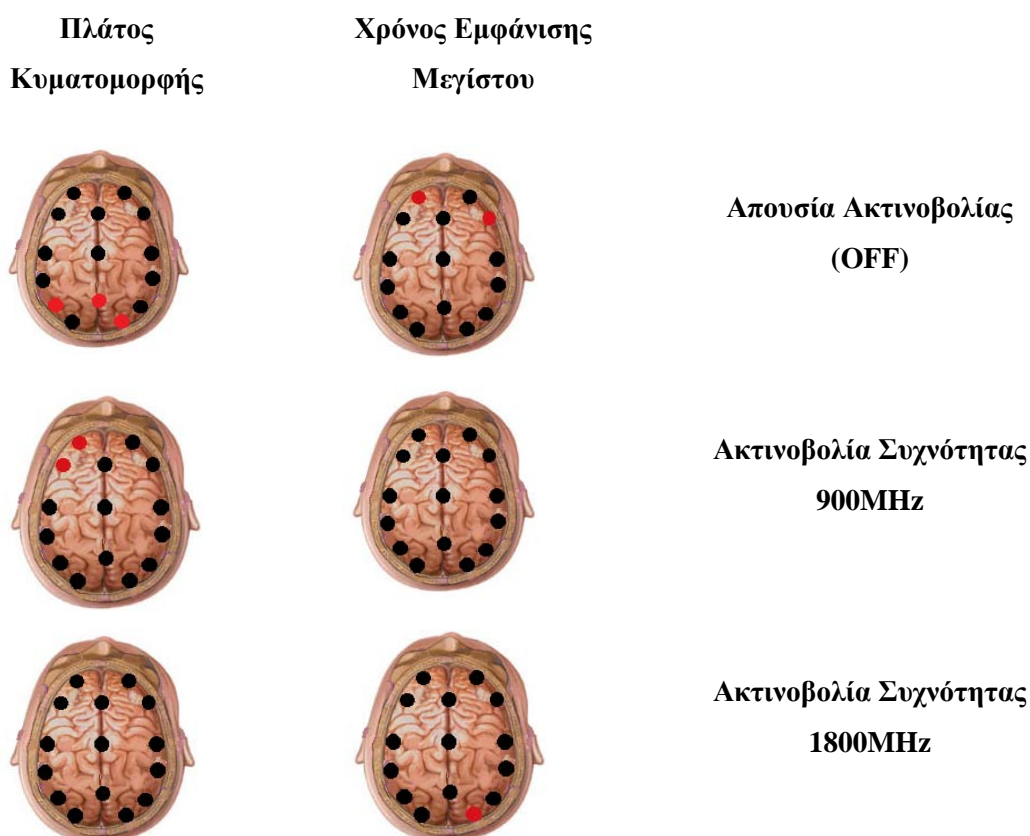 Πλάτος
Κυματομορφής
Χρόνος Εμφάνισης
Μεγίστου
Απουσία Ακτινοβολίας
(OFF)
Ακτινοβολία Συχνότητας
900MHz
Ακτινοβολία Συχνότητας
1800MHz